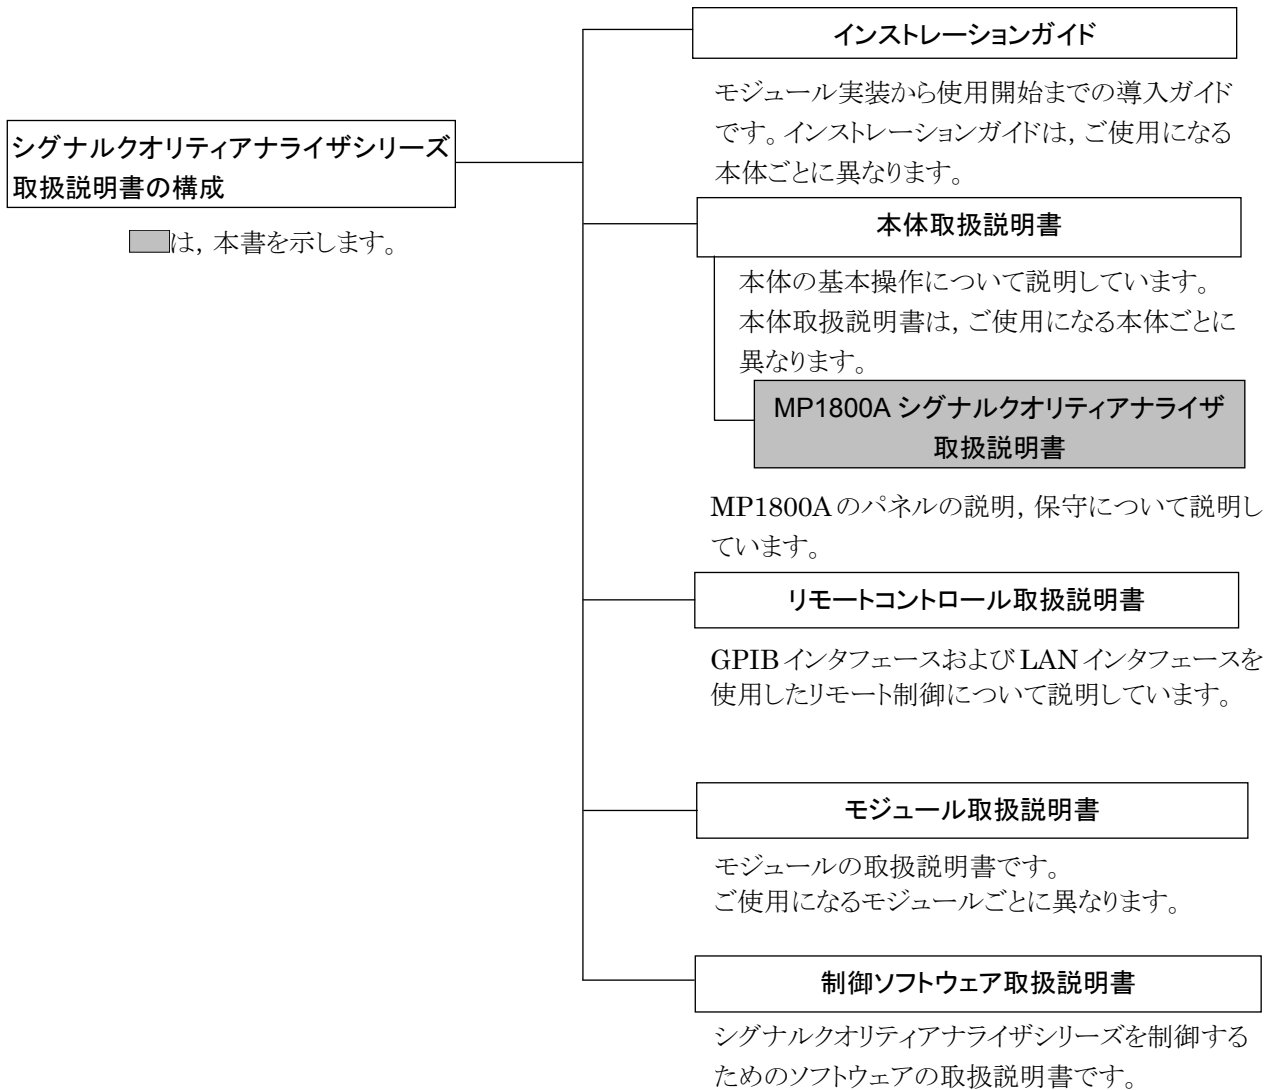 シグナルクオリティアナライザシリーズ
取扱説明書の構成
は，本書を示します。
インストレーションガイド
モジュール実装から使用開始までの導入ガイド
です。インストレーションガイドは，ご使用になる
本体ごとに異なります。
本体取扱説明書
本体の基本操作について説明しています。
本体取扱説明書は，ご使用になる本体ごとに
異なります。
MP1800A シグナルクオリティアナライザ
取扱説明書
MP1800Aのパネルの説明，保守について説明し
ています。
リモートコントロール取扱説明書
GPIBインタフェースおよびLANインタフェースを
使用したリモート制御について説明しています。
モジュール取扱説明書
モジュールの取扱説明書です。
ご使用になるモジュールごとに異なります。
制御ソフトウェア取扱説明書
シグナルクオリティアナライザシリーズを制御する
ためのソフトウェアの取扱説明書です。